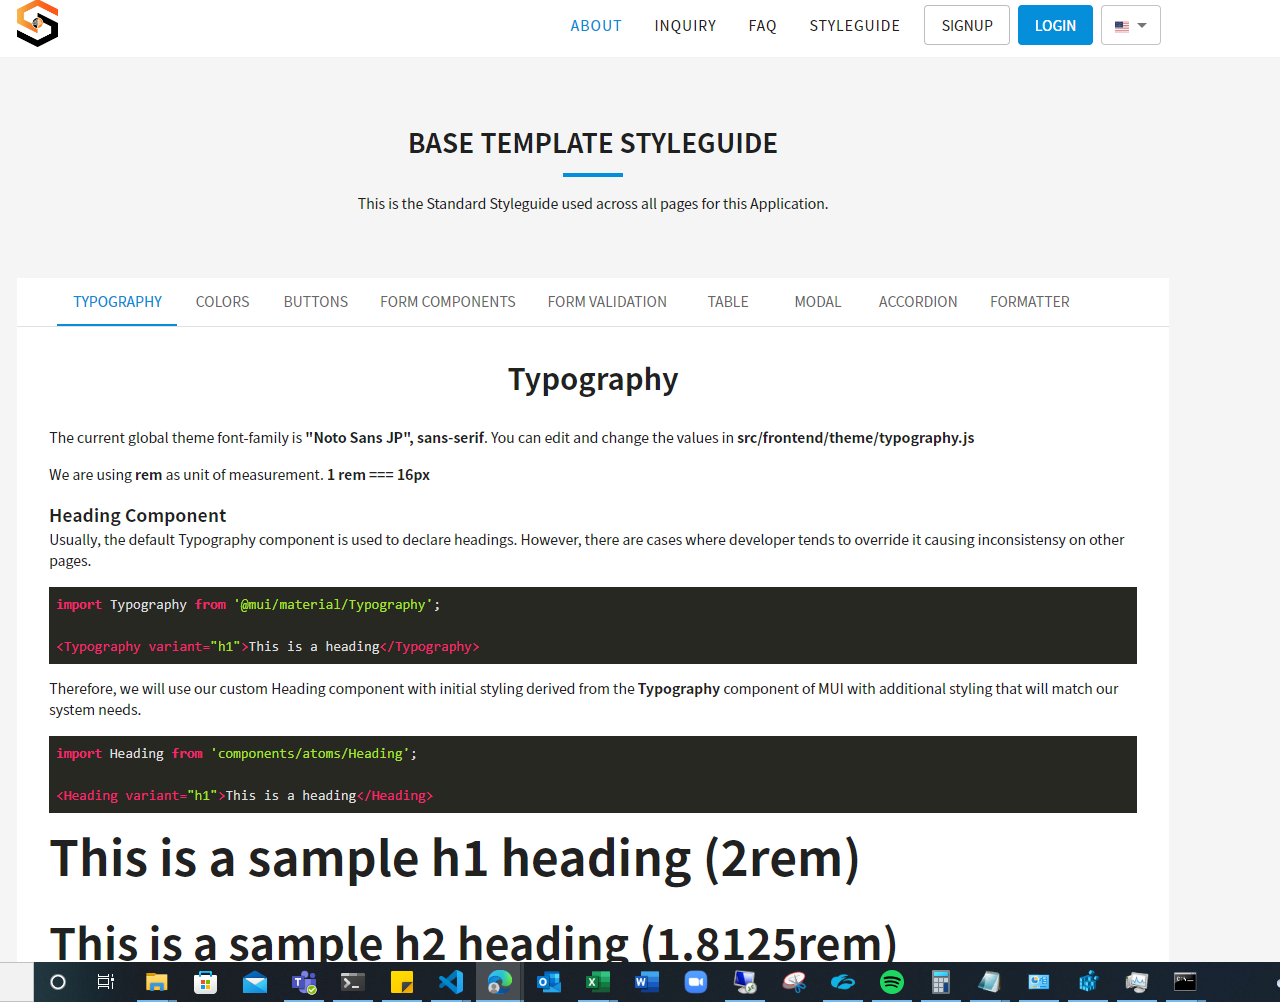 ABOUT INQUIRY FAQ STYLEGUIDE SIGNUP LOGIN
BASE TEMPLATE STYLEGUIDE
This is the Standard Styleguide used across all pages for this Application.
TYPOGRAPHY COLORS BUTTONS FORM COMPONENTS FORM VALIDATION TABLE MODAL ACCORDION FORMATTER
Typography
The current global theme font-family is "Noto Sans JP", sans-serif. You can edit and change the values in src/frontend/theme/typography.js
We are using rem as unit of measurement. 1 rem === 16px
Heading Component
Usually, the default Typography component is used to declare headings. However, there are cases where developer tends to override it causing inconsistensy on other
pages.
import Typography from '@mui/material/Typography';
<Typography variant="h1">This is a heading</Typography>
Therefore, we will use our custom Heading component with initial styling derived from the Typography component of MUI with additional styling that will match our
system needs.
import Heading from 'components/atoms/Heading';
<Heading variant="h1">This is a heading</Heading>
This is a sample h1 heading (2rem)
This is a sample h2 heading (1.8125rem)